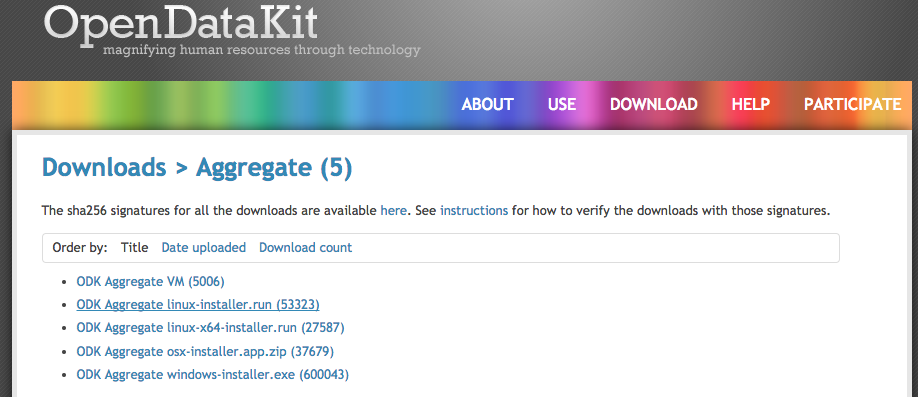 OpenDataKit
magnifying human resources through technology
ABOUT USE DOWNLOAD HELP PARTICIPATE
Downloads > Aggregate (5)
The sha256 signatures for all the downloads are available here. See instructions for how to verify the downloads with those signatures.
Order by: Title Date uploaded Download count
• ODK Aggregate VM (5006)
• ODK Aggregate linux-installer.run (53323)
• ODK Aggregate linux-x64-installer.run (27587)
• ODK Aggregate osx-installer.app.zip (37679)
• ODK Aggregate windows-installer.exe (600043)